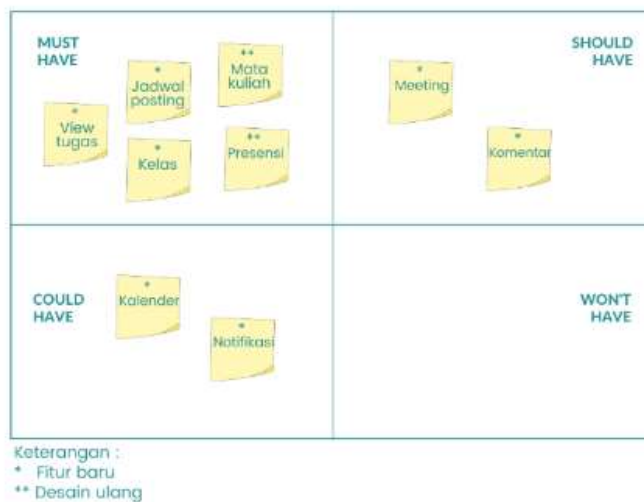 MUST
HAVE
*
View
tugas
*
Jadwal
posting
**
Mata
kuliah
*
Kelas
**
Presensi
SHOULD
HAVE
*
Meeting
*
Komentar
COULD
HAVE
*
Kalender
*
Notifikasi
WON'T
HAVE
Keterangan :
* Fitur baru
** Desain ulang